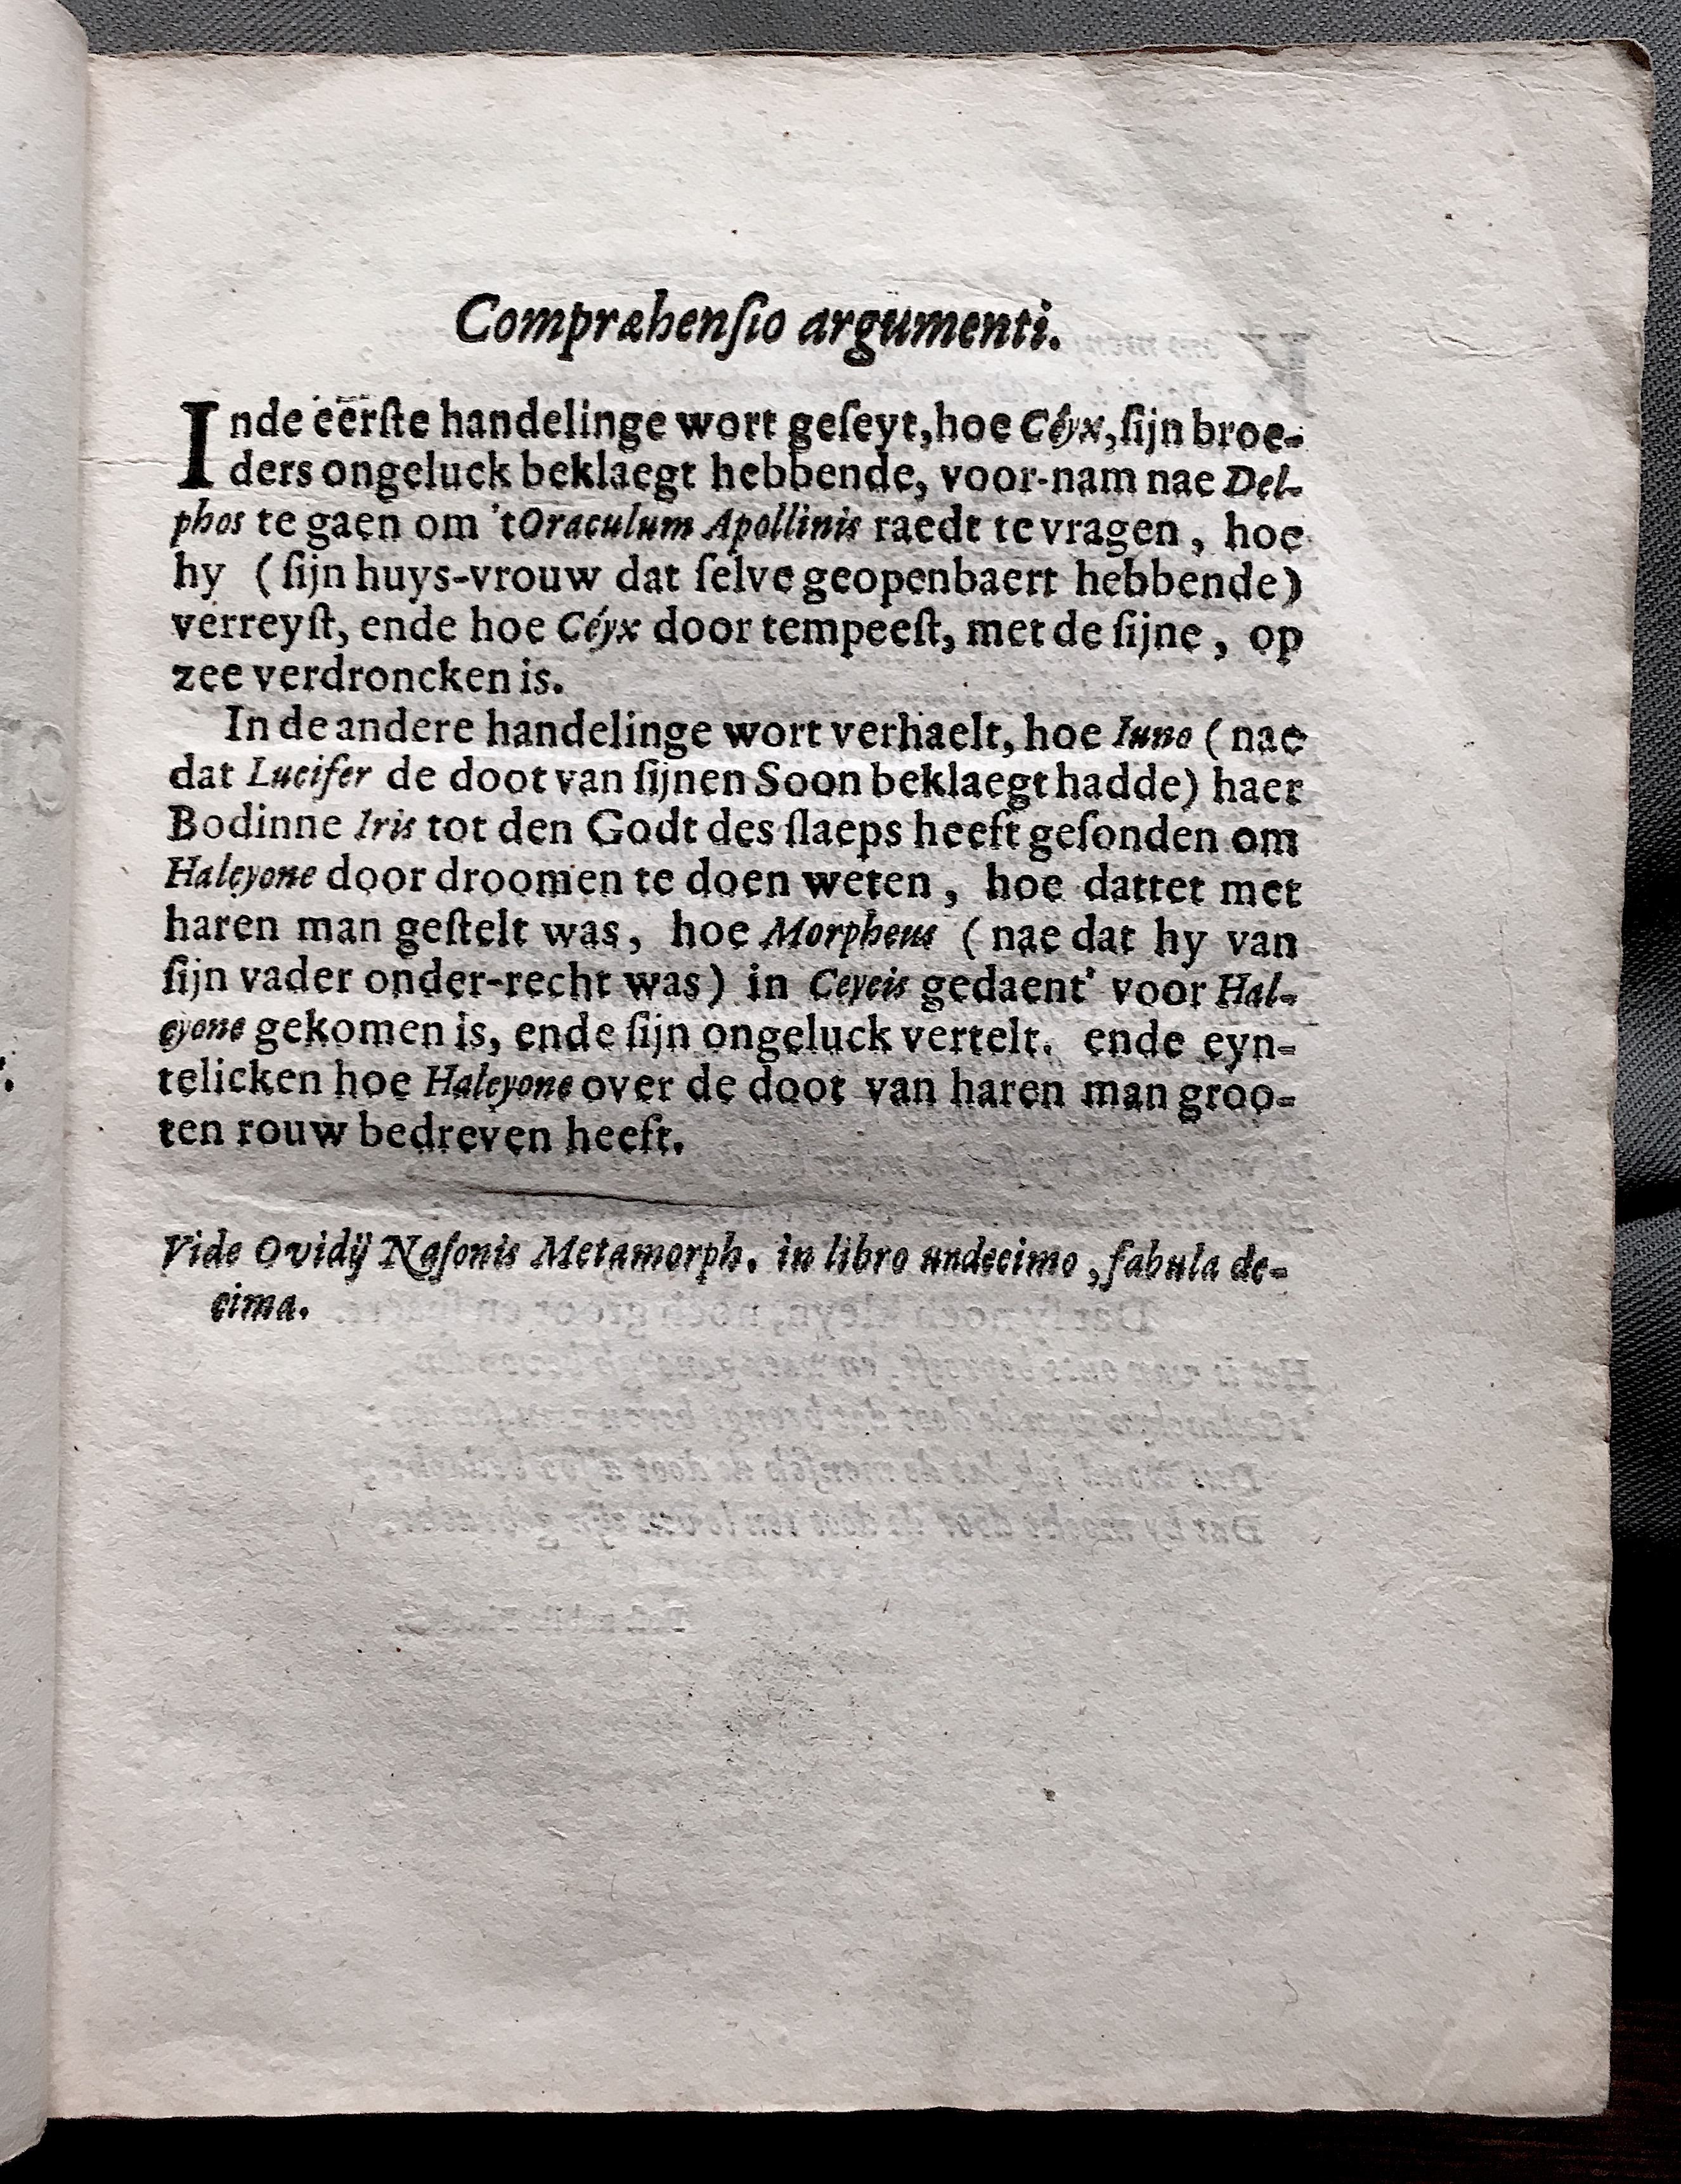 Compræhenſio argumenti.
Inde eerſte handelinge wort geſeyt, hoe Céyx, ſijn broe-
ders ongeluck beklaegt hebbende, voor-nam nae Del-
phos te gaen om 't Oraculum Apollinis raedt te vragen, hoe
hy (ſijn huys-vrouw dat ſelve geopenbaert hebbende)
verreyſt, ende hoe Céyx door tempeeſt, met de ſijne, op
zee verdroncken is.
In de andere handelinge wort verhaelt, hoe Iuno (nae
dat Lucifer de doot van ſijnen Soon beklaegt hadde) haer
Bodinne Iris tot den Godt des ſlaeps heeft geſonden om
Halcyone door droomen te doen weten, hoe dattet met
haren man geſtelt was, hoe Morpheus (nae dat hy van
ſijn vader onder-recht was) in Ceycis gedaent' voor Hal-
cyone gekomen is, ende ſijn ongeluck vertelt. ende eyn-
telicken hoe Halcyone over de doot van haren man groo-
ten rouw bedreven heeft.
Vide Ovidij Naſonis Metamorph. in libro undecimo, fabula de-
cima.